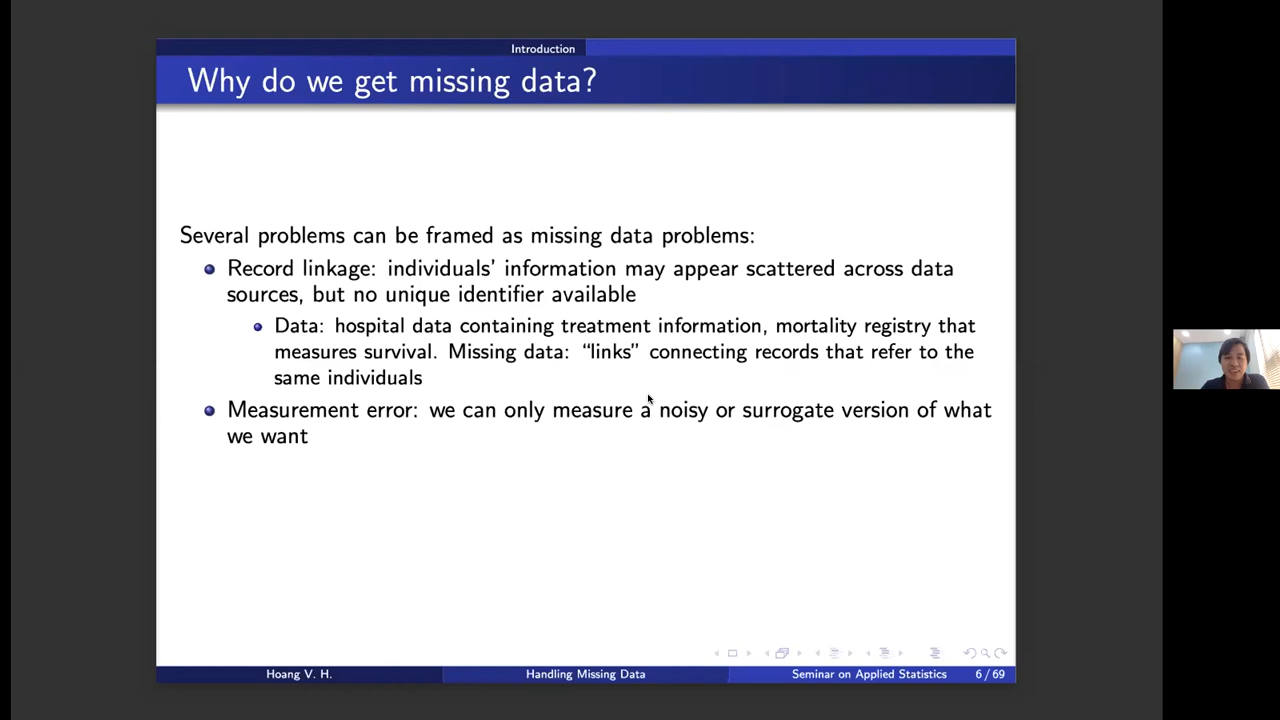 Introduction
Why do we get missing data?
Several problems can be framed as missing data problems:
Record linkage: individuals' information may appear scattered across data
sources, but no unique identifier available
Data: hospital data containing treatment information, mortality registry that
measures survival. Missing data: “links” connecting records that refer to the
same individuals
Measurement error: we can only measure a noisy or surrogate version of what
we want
Hoang V. H.
Handling Missing Data
Seminar on Applied Statistics
6 / 69